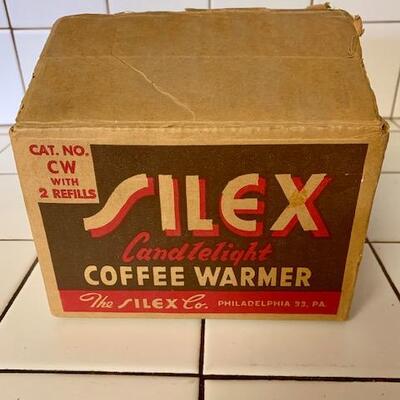 CAT. NO.
CW
WITH
2 REFILLS
SILEX
Candlelight
COFFEE WARMER
The SILEX Co. PHILADELPHIA 33, PA.